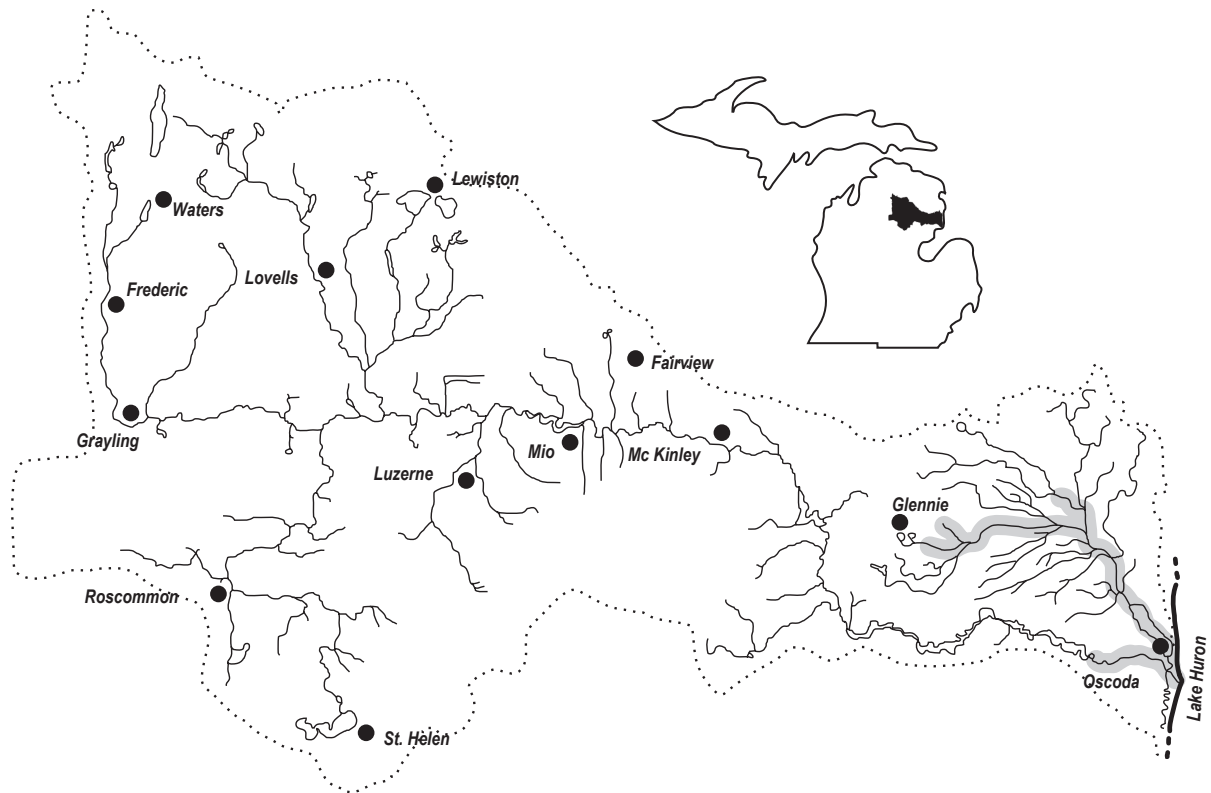 Lewiston
Waters
Lovells
Frederic
Fairview
Grayling
Mio
Mc Kinley
Luzerne
Glennie
Roscommon
Oscoda
Lake Huron
St. Helen